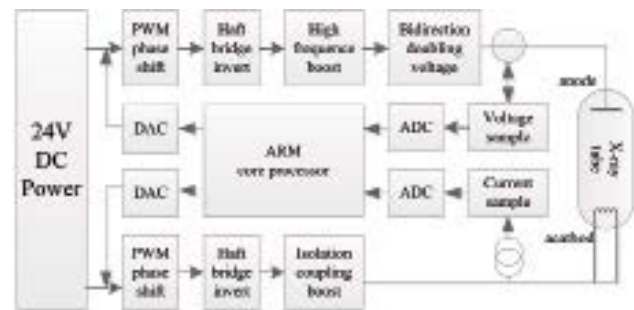 24V
DC
Power
PWM
phase
shift
Haft
bridge
invert
High
frequence
boost
Bidirection
doubling
voltage
anode
DAC
ARM
core processor
ADC
Voltage
sample
X-ray
tube
DAC
ADC
Current
sample
acathod
PWM
phase
shift
Haft
bridge
invert
Isolation
coupling
boost